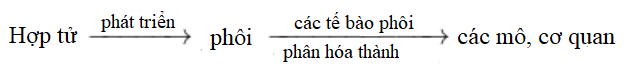 Hợp tử phát triển phôi các tế bào phôi phân hóa thành các mô, cơ quan